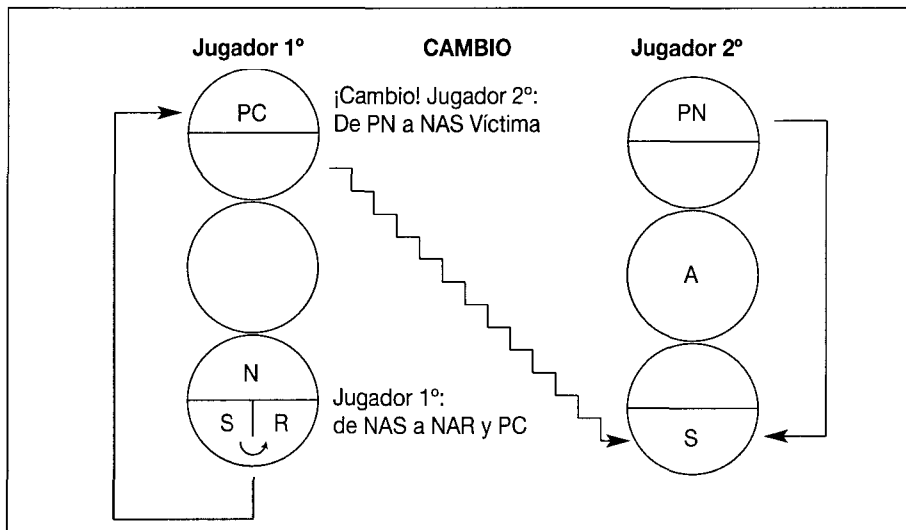 Jugador 1º
CAMBIO
Jugador 2º
PC
¡Cambio! Jugador 2º:
De PN a NAS Víctima
PN
A
N
S R
Jugador 1º:
de NAS a NAR y PC
S